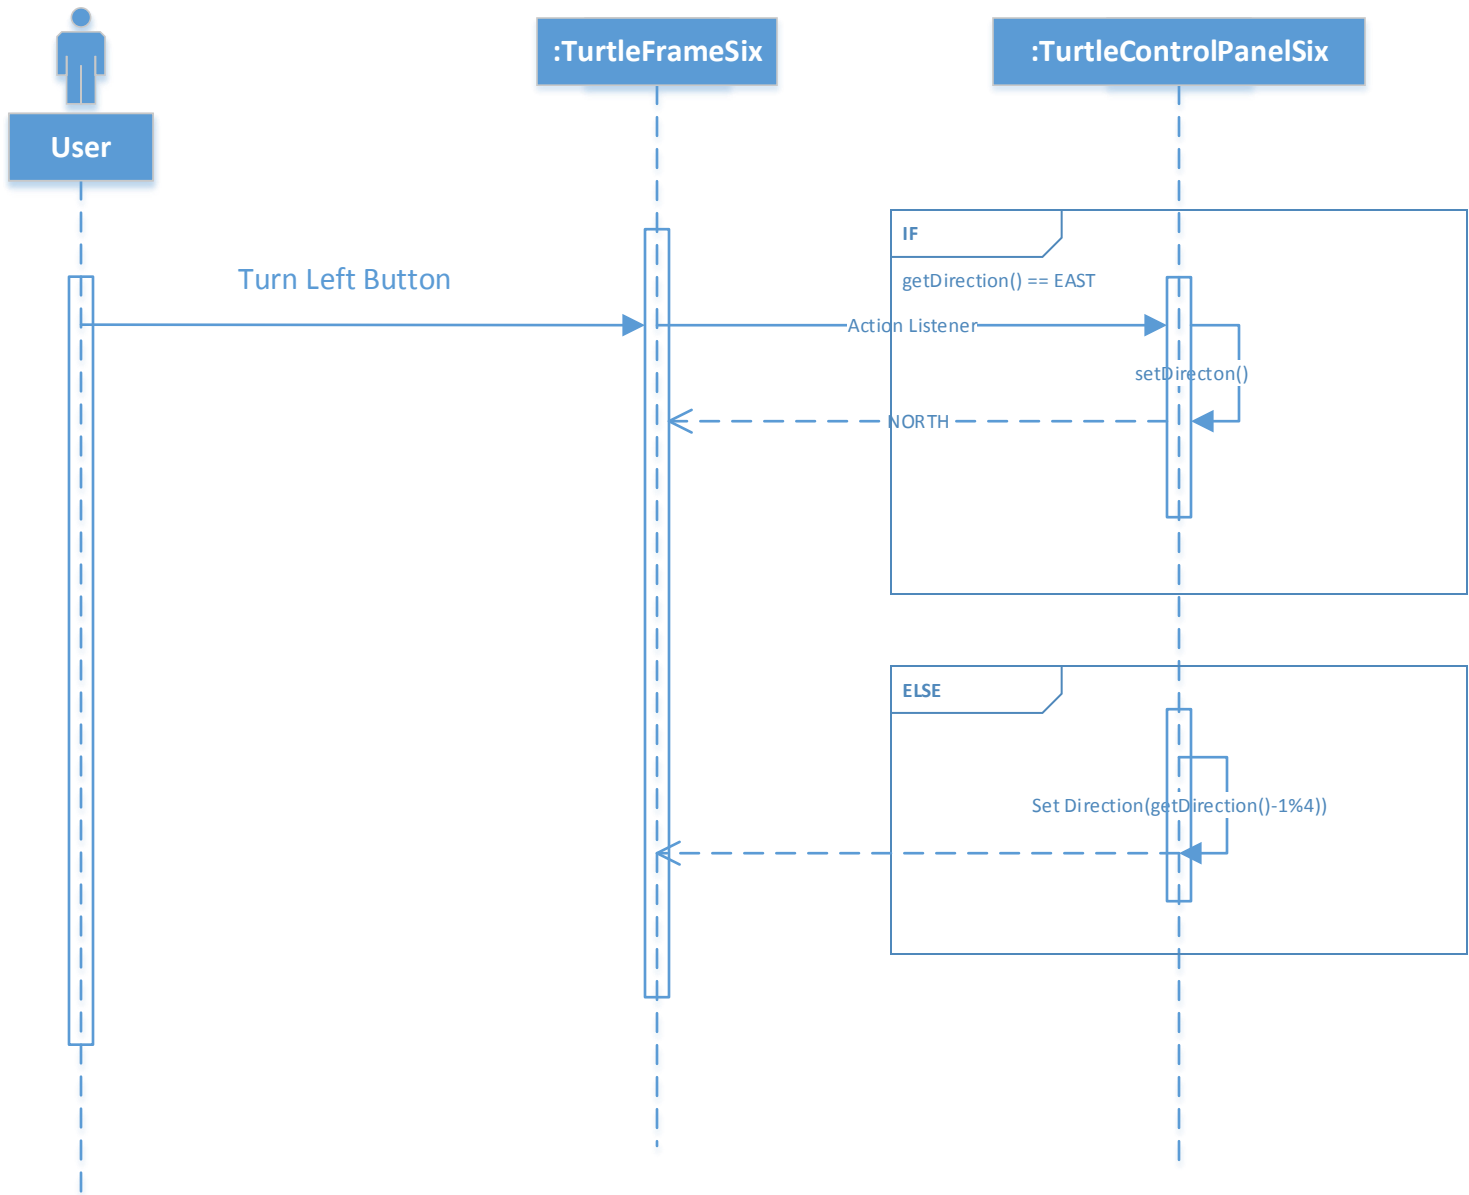 :TurtleFrameSix
:TurtleControlPanelSix
User
IF
getDirection() == EAST
Turn Left Button
Action Listener
setDirecton()
NORTH
ELSE
Set Direction(getDirection()-1%4))